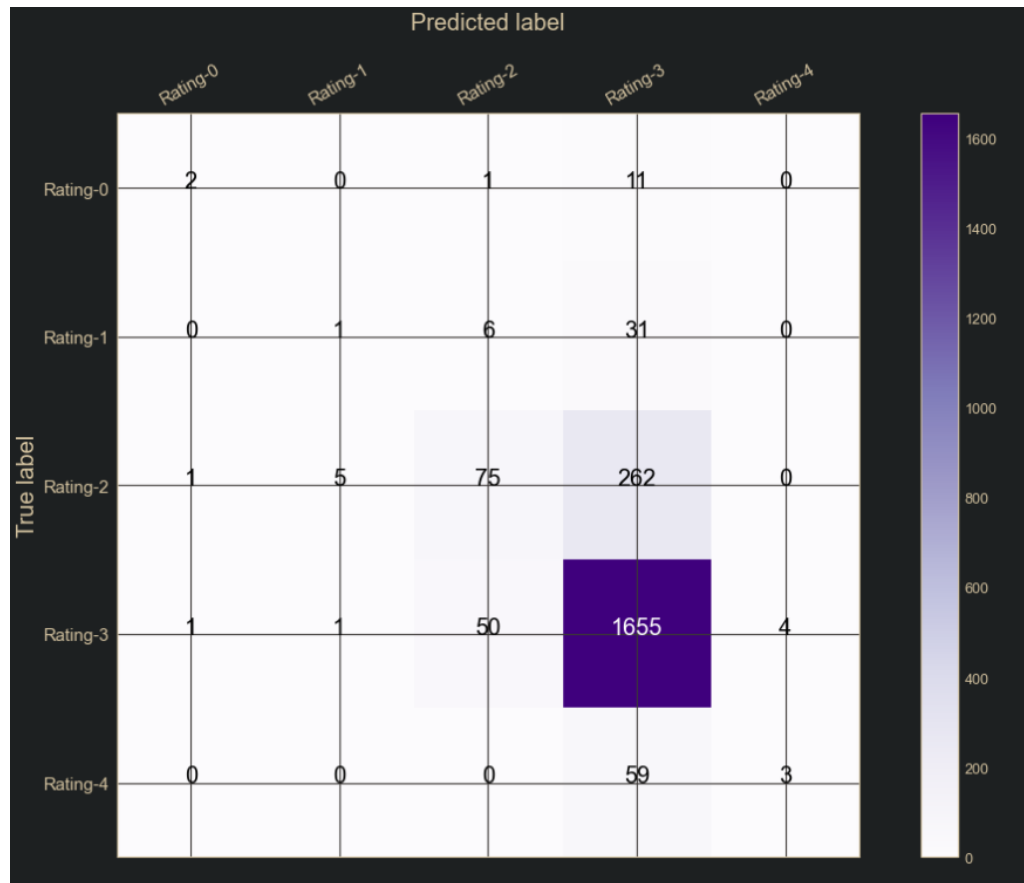 Predicted label
Rating-0 Rating-1 Rating-2 Rating-3 Rating-4
Rating-0 2 0 1 11 0
Rating-1 0 1 6 31 0
Rating-2 1 5 75 262 0
Rating-3 1 1 50 1655 4
Rating-4 0 0 0 59 3
True label
1600
1400
1200
1000
800
600
400
200
0